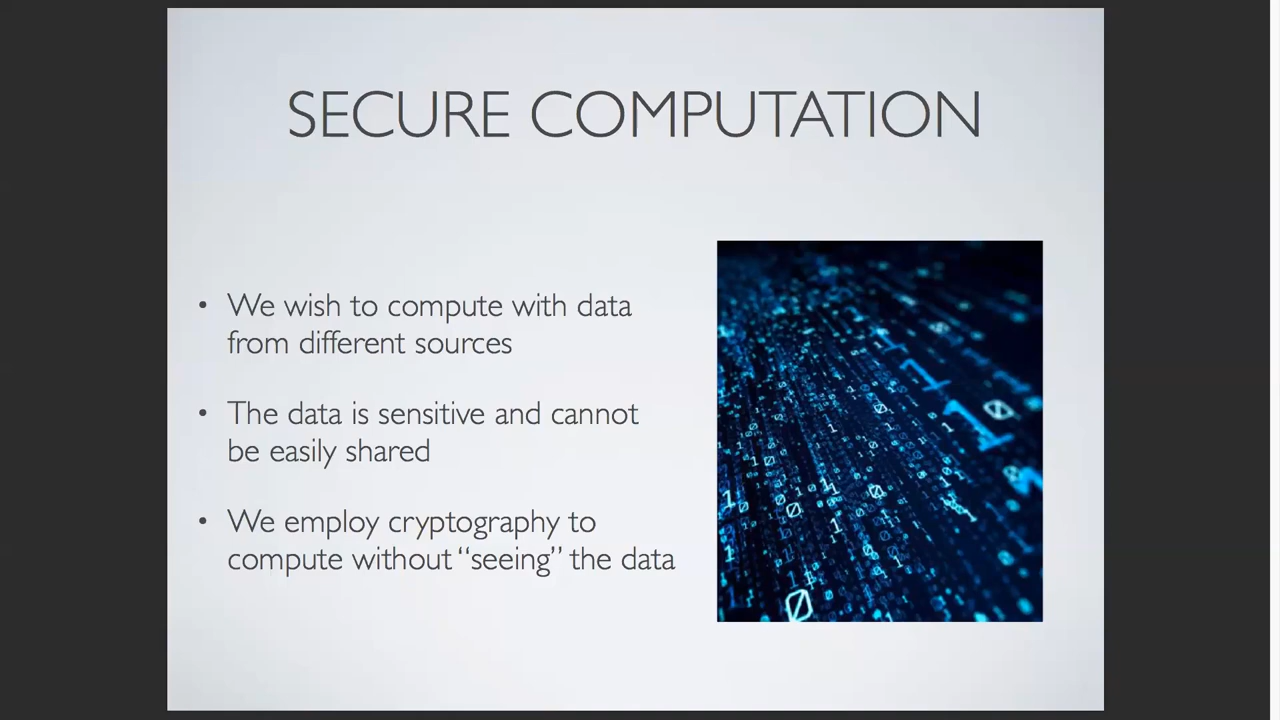 SECURE COMPUTATION
• We wish to compute with data
from different sources
• The data is sensitive and cannot
be easily shared
• We employ cryptography to
compute without “seeing” the data